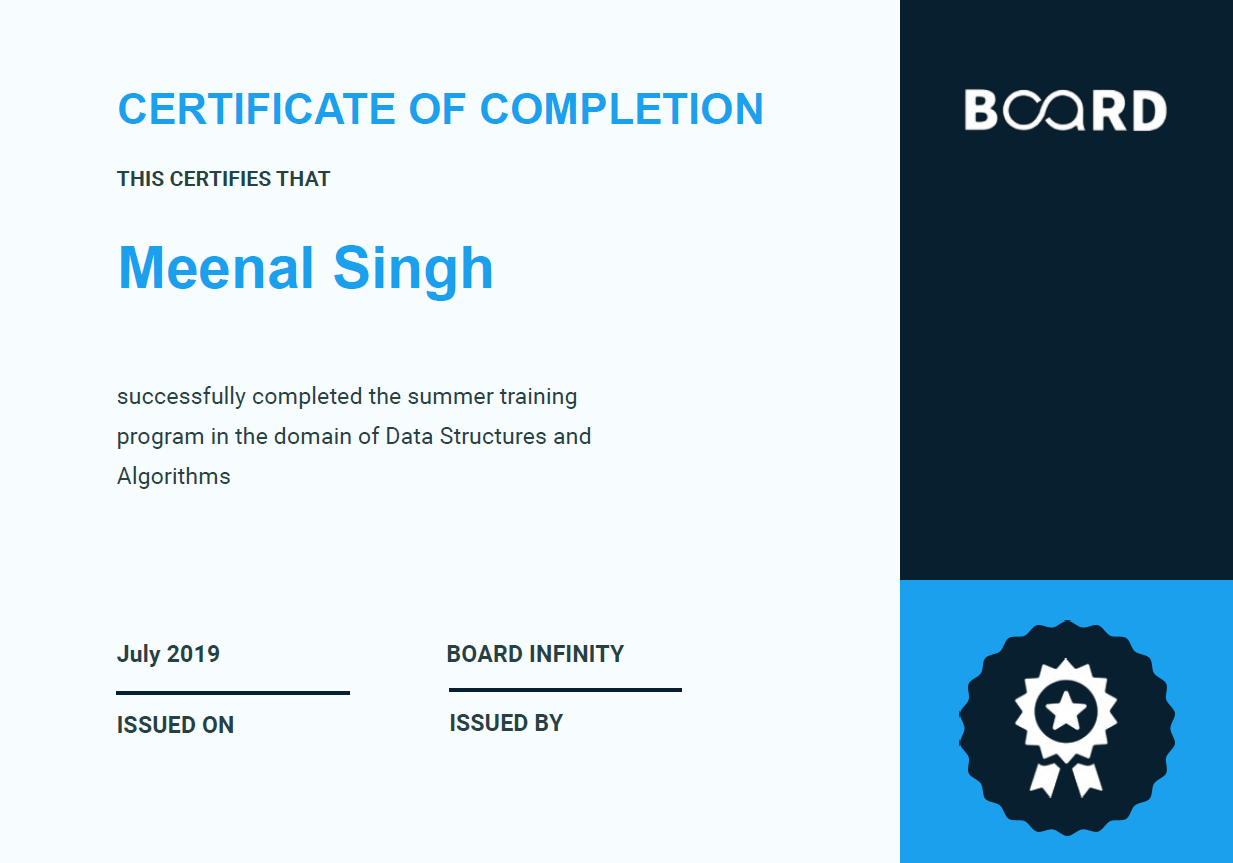 CERTIFICATE OF COMPLETION
BOARD
THIS CERTIFIES THAT
Meenal Singh
successfully completed the summer training
program in the domain of Data Structures and
Algorithms
July 2019
BOARD INFINITY
ISSUED ON
ISSUED BY